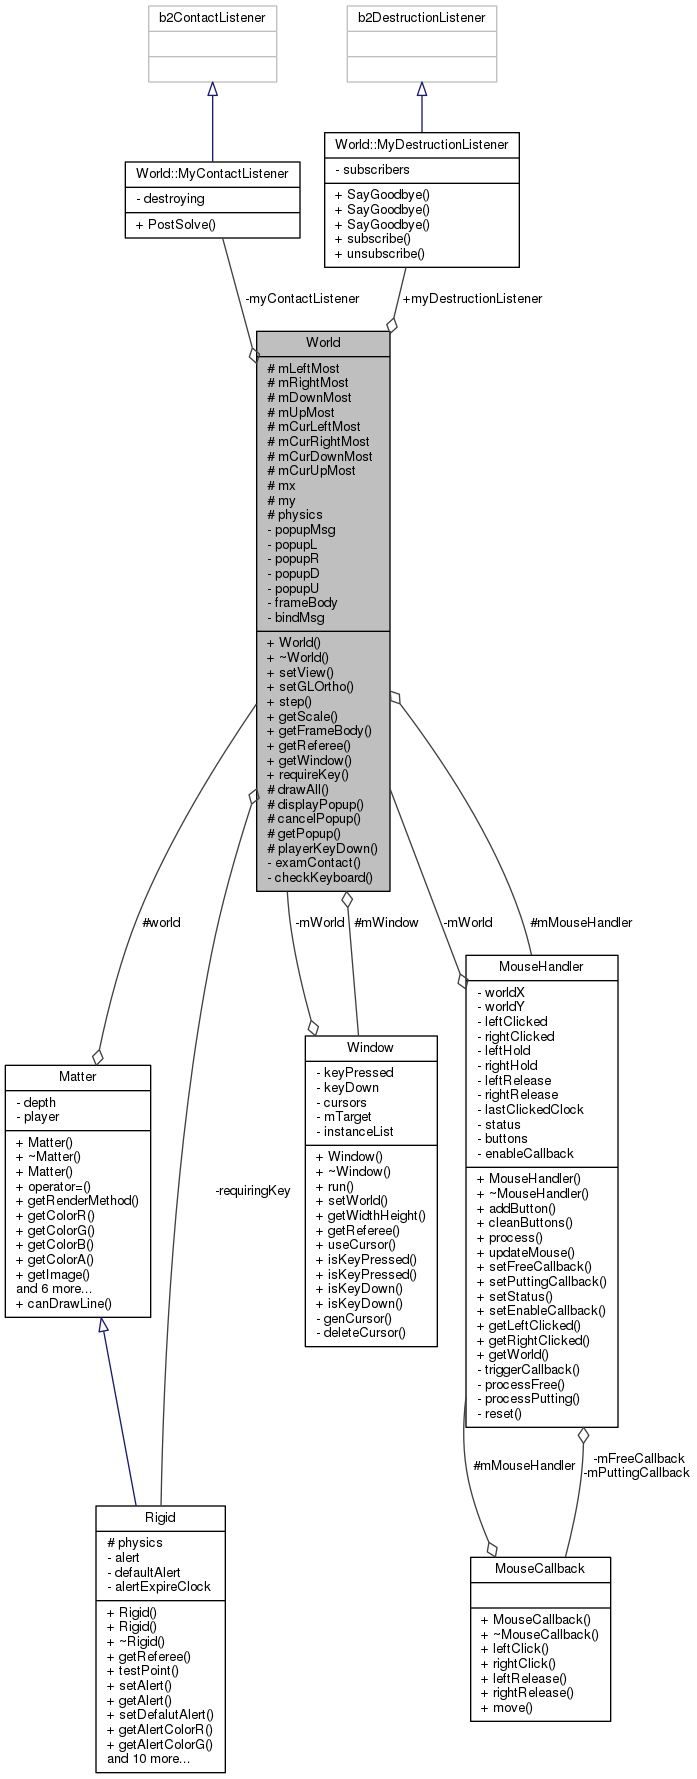 b2ContactListener
b2DestructionListener
World::MyContactListener
- destroying
+ PostSolve()
World::MyDestructionListener
- subscribers
+ SayGoodbye()
+ SayGoodbye()
+ SayGoodbye()
+ subscribe()
+ unsubscribe()
-myContactListener
+myDestructionListener
World
# mLeftMost
# mRightMost
# mDownMost
# mUpMost
# mCurLeftMost
# mCurRightMost
# mCurDownMost
# mCurUpMost
# mx
# my
# physics
- popupMsg
- popupL
- popupR
- popupD
- popupU
- frameBody
- bindMsg
+ World()
+ ~World()
+ setView()
+ setGLOrtho()
+ step()
+ getScale()
+ getFrameBody()
+ getReferee()
+ getWindow()
+ requireKey()
# drawAll()
# displayPopup()
# cancelPopup()
# getPopup()
# playerKeyDown()
- examContact()
- checkKeyboard()
#world
-mWorld
#mWindow
-mWorld
#mMouseHandler
MouseHandler
- worldX
- worldY
- leftClicked
- rightClicked
- leftHold
- rightHold
- leftRelease
- rightRelease
- lastClickedClock
- status
- buttons
- enableCallback
+ MouseHandler()
+ ~MouseHandler()
+ addButton()
+ cleanButtons()
+ process()
+ updateMouse()
+ setFreeCallback()
+ setPuttingCallback()
+ setStatus()
+ setEnableCallback()
+ getLeftClicked()
+ getRightClicked()
+ getWorld()
- triggerCallback()
- processFree()
- processPutting()
- reset()
Window
- keyPressed
- keyDown
- cursors
- mTarget
- instanceList
+ Window()
+ ~Window()
+ run()
+ setWorld()
+ getWidthHeight()
+ getReferee()
+ useCursor()
+ isKeyPressed()
+ isKeyPressed()
+ isKeyDown()
+ isKeyDown()
- genCursor()
- deleteCursor()
Matter
- depth
- player
+ Matter()
+ ~Matter()
+ Matter()
+ operator=()
+ getRenderMethod()
+ getColorR()
+ getColorG()
+ getColorB()
+ getColorA()
+ getImage()
and 6 more...
+ canDrawLine()
-requiringKey
#mMouseHandler
-mFreeCallback
-mPuttingCallback
Rigid
# physics
- alert
- defaultAlert
- alertExpireClock
+ Rigid()
+ Rigid()
+ ~Rigid()
+ getReferee()
+ testPoint()
+ setAlert()
+ getAlert()
+ setDefalutAlert()
+ getAlertColorR()
+ getAlertColorG()
and 10 more...
MouseCallback
+ MouseCallback()
+ ~MouseCallback()
+ leftClick()
+ rightClick()
+ leftRelease()
+ rightRelease()
+ move()